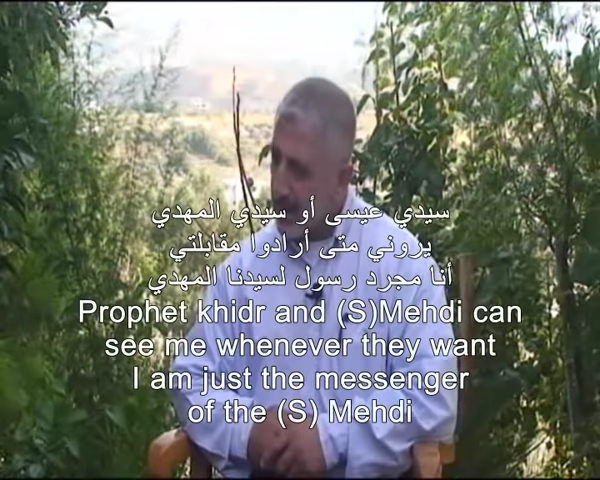 سيدي عيسى أو سيدي المهدي
يروني متى أرادوا مقابلتي
أنا مجرد رسول لسيدنا المهدي
Prophet khidr and (S)Mehdi can
see me whenever they want
I am just the messenger
of the (S) Mehdi